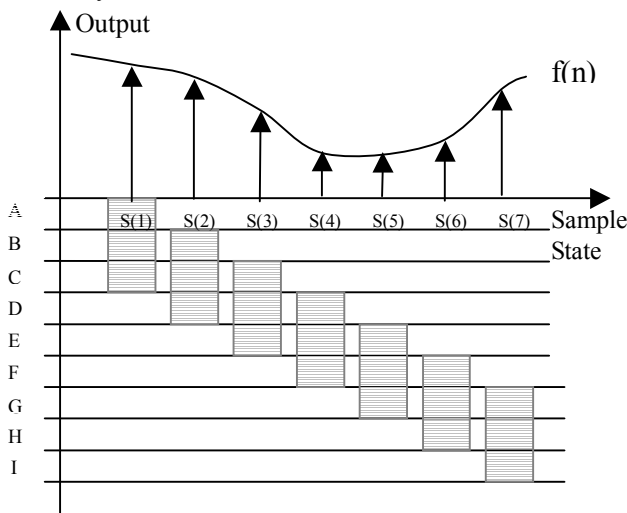 Output
f(n)
A S(1) S(2) S(3) S(4) S(5) S(6) S(7) Sample
B State
C
D
E
F
G
H
I